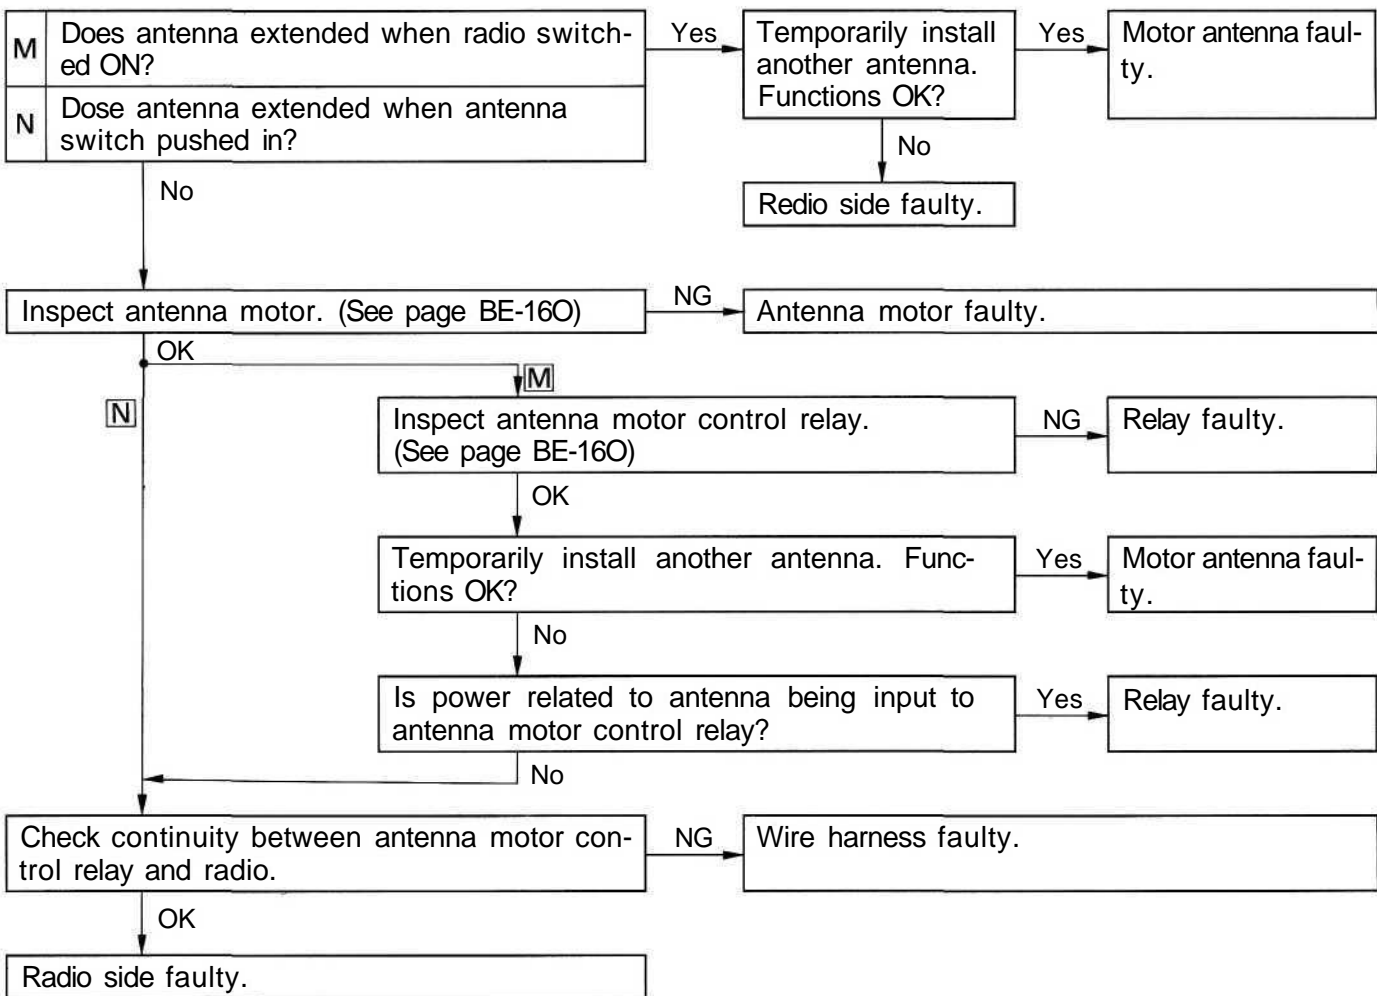 M
Does antenna extended when radio switch-
ed ON?
Yes
Temporarily install
another antenna.
Functions OK?
Yes
Motor antenna faul-
ty.
N
Dose antenna extended when antenna
switch pushed in?
No
No
Redio side faulty.
Inspect antenna motor. (See page BE-16O)
NG
Antenna motor faulty.
OK
M
N
Inspect antenna motor control relay.
(See page BE-16O)
NG
Relay faulty.
OK
Temporarily install another antenna. Func-
tions OK?
Yes
Motor antenna faul-
ty.
No
Is power related to antenna being input to
antenna motor control relay?
Yes
Relay faulty.
No
Check continuity between antenna motor con-
trol relay and radio.
NG
Wire harness faulty.
OK
Radio side faulty.